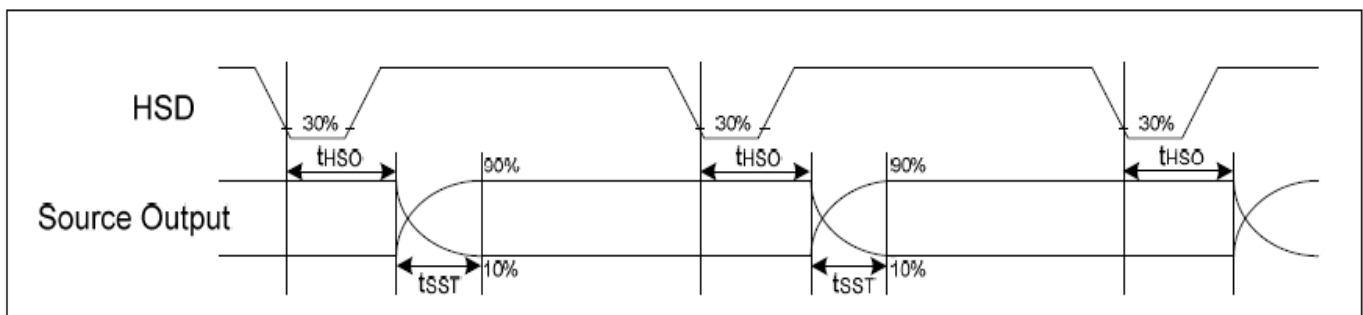 HSD
30%
30%
30%
tHSO
tHSO
tHSO
90%
90%
Source Output
10%
10%
tSST
tSST